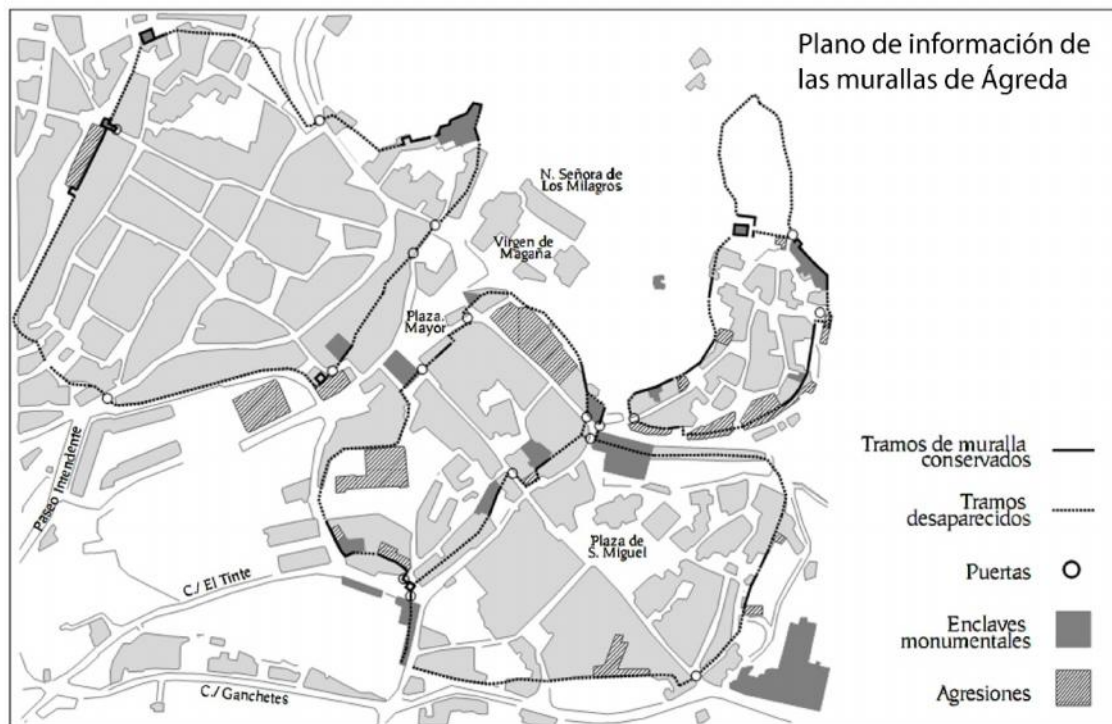 Plano de información de
las murallas de Ágreda
N. Señora de
Los Milagros
Virgen de
Magaña
Plaza
Mayor
Paseo Intendente
Tramos de muralla
conservados
Tramos
desaparecidos
Plaza de
S. Miguel
Puertas
C./ El Tinte
Enclaves
monumentales
C./ Ganchetes
Agresiones